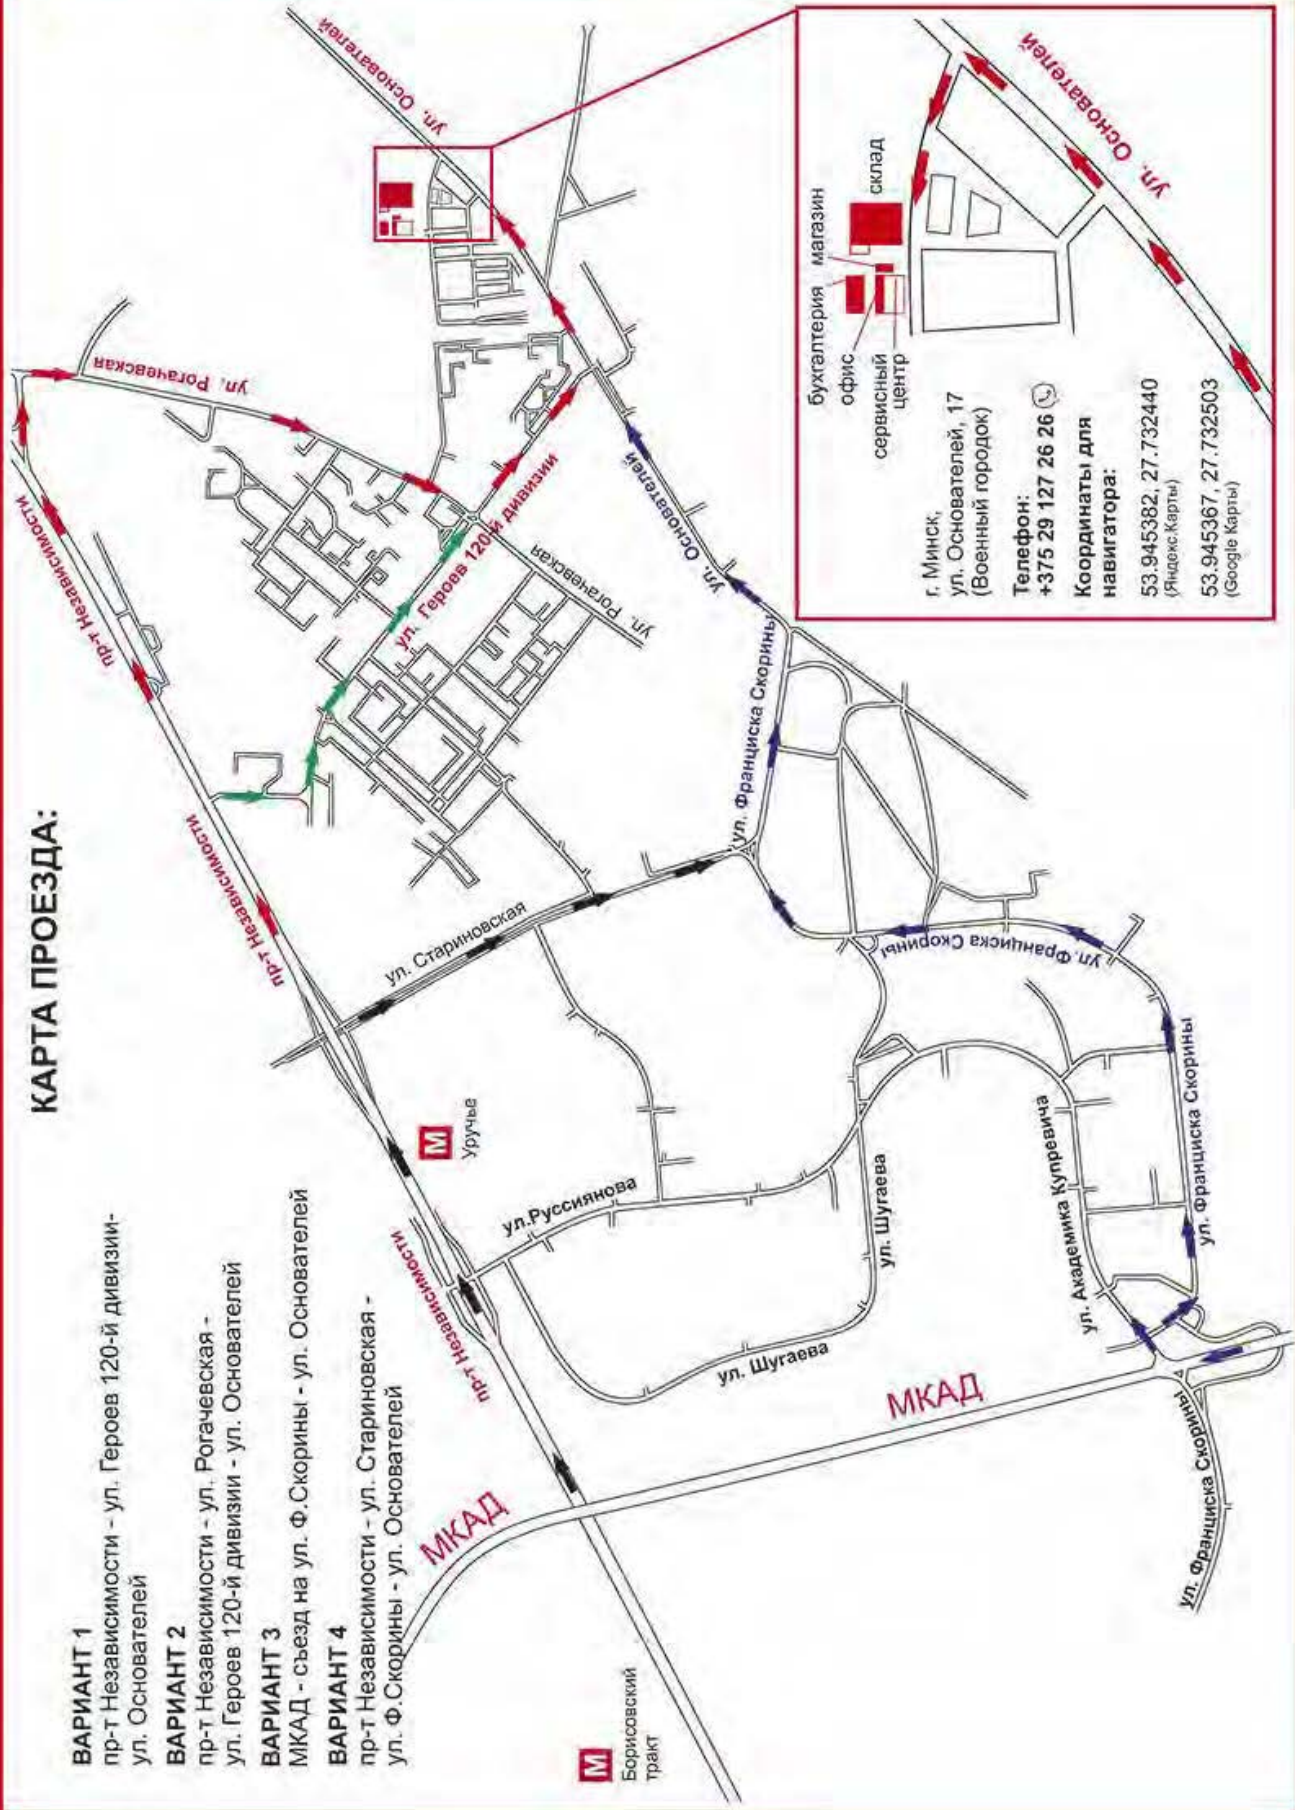 КАРТА ПРОЕЗДА:
ВАРИАНТ 1
пр-т Независимости - ул. Героев 120-й дивизии-
ул. Основателей
ВАРИАНТ 2
пр-т Независимости - ул. Рогачевская -
ул. Героев 120-й дивизии - ул. Основателей
ВАРИАНТ 3
МКАД - съезд на ул. Ф.Скорины - ул. Основателей
ВАРИАНТ 4
пр-т Независимости - ул. Стариновская -
ул. Ф.Скорины - ул. Основателей
М
Борисовский
тракт
МКАД
МКАД
пр-т Независимости
М
Уручье
пр-т Независимости
пр-т Независимости
пр-т Независимости
ул. Рогачевская
ул. Основателей
ул. Героев 120-й дивизии
ул. Рогачевская
ул. Стариновская
ул.Руссиянова
ул. Шугаева
ул. Шугаева
ул. Академика Купревича
ул. Франциска Скорины
ул. Франциска Скорины
ул.Франциска Скорины
ул. Франциска Скорины
ул. Основателей
бухгалтерия
магазин
офис
склад
сервисный
центр
ул. Основателей
г. Минск,
ул. Основателей, 17
(Военный городок)
Телефон:
+375 29 127 26 26
Координаты для
навигатора:
53.945382, 27.732440
(Яндекс.Карты)
53.945367, 27.732503
(Google Карты)